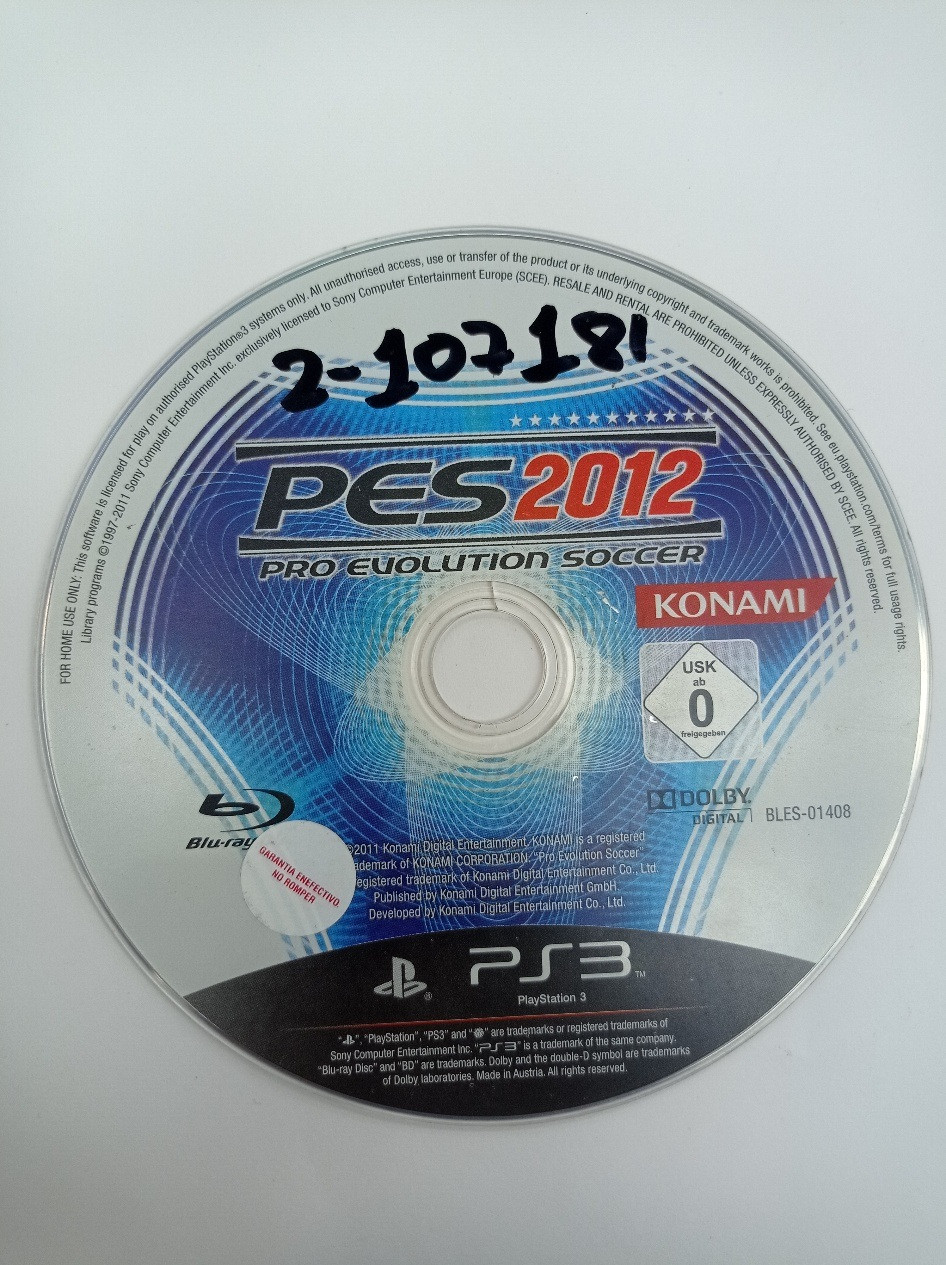 FOR HOME USE ONLY: This software is licensed for play on authorised PlayStation®3 systems only. All unauthorised access, use or transfer of the product or its underlying copyright and trademark works is prohibited. See eu.playstation.com/terms for full usage rights.
Library programs ©1997-2011 Sony Computer Entertainment Inc. exclusively licensed to Sony Computer Entertainment Europe (SCEE). RESALE AND RENTAL ARE PROHIBITED UNLESS EXPRESSLY AUTHORISED BY SCEE. All rights reserved.
2-107181
PES2012
PRO EVOLUTION SOCCER
KONAMI
USK
ab
0
freigegeben
Blu-ray
DOLBY
DIGITAL
BLES-01408
GARANTIA ENEFECTIVO.
NO ROMPER
©2011 Konami Digital Entertainment. KONAMI is a registered
ademark of KONAMI CORPORATION. "Pro Evolution Soccer"
egistered trademark of Konami Digital Entertainment Co., Ltd.
Published by Konami Digital Entertainment GmbH.
Developed by Konami Digital Entertainment Co., Ltd.
® PS3™
PlayStation 3
" ", "PlayStation", "PS3" and " " are trademarks or registered trademarks of
Sony Computer Entertainment Inc. "PS3" is a trademark of the same company.
"Blu-ray Disc" and "BD" are trademarks. Dolby and the double-D symbol are trademarks
of Dolby laboratories. Made in Austria. All rights reserved.